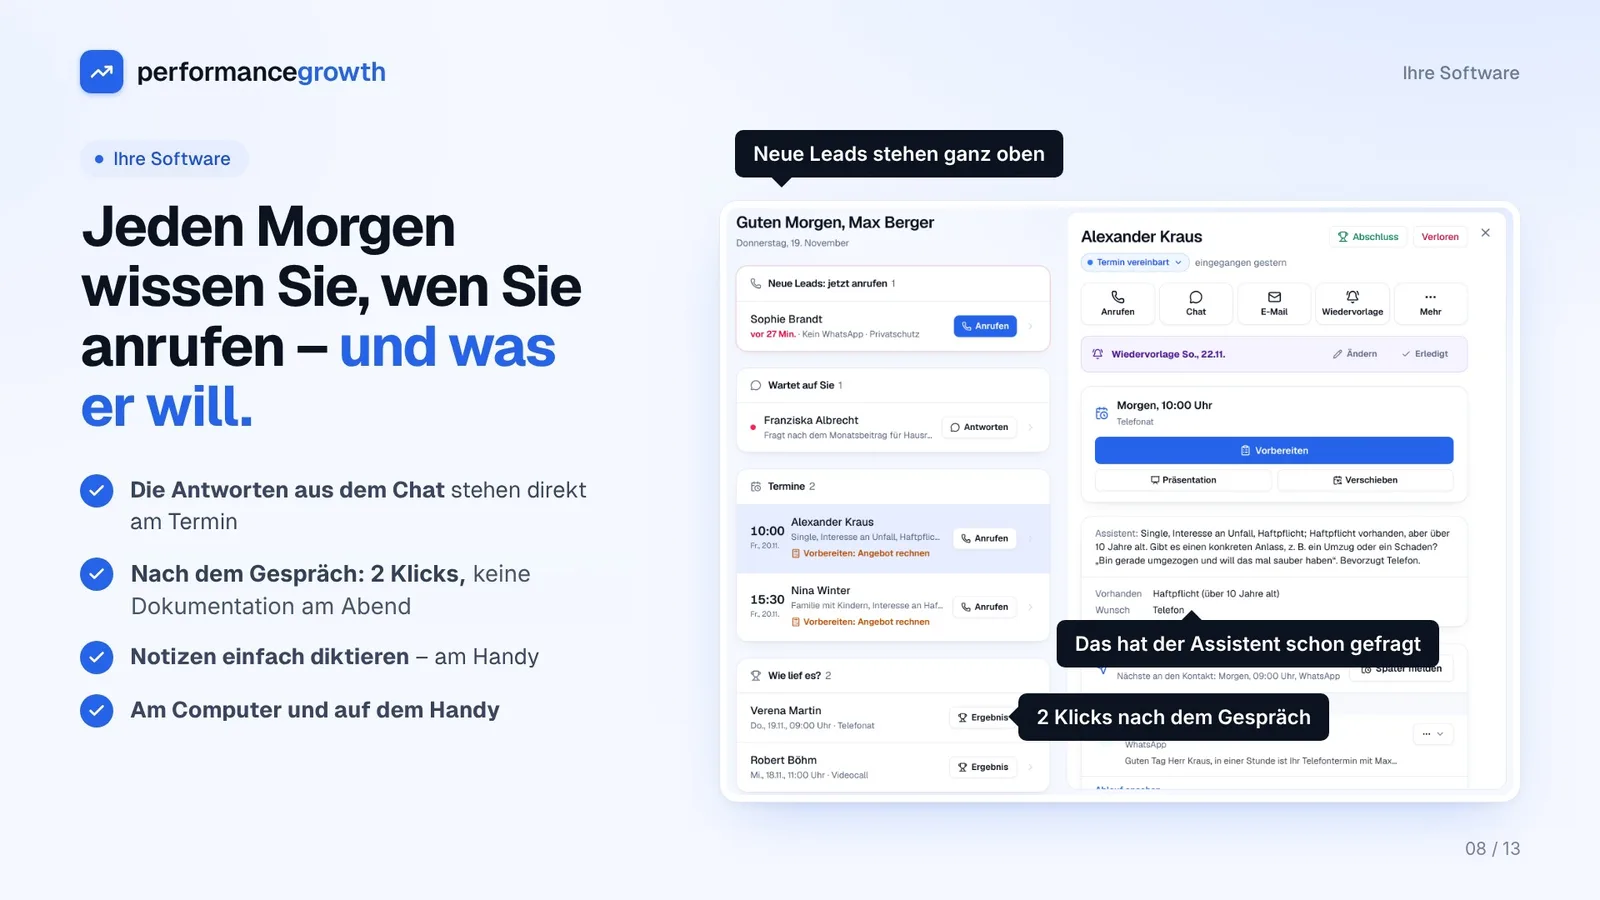 performancegrowth
Ihre Software
Ihre Software
Jeden Morgen
wissen Sie, wen Sie
anrufen – und was
er will.
Die Antworten aus dem Chat stehen direkt
am Termin
Nach dem Gespräch: 2 Klicks, keine
Dokumentation am Abend
Notizen einfach diktieren – am Handy
Am Computer und auf dem Handy
Neue Leads stehen ganz oben
Guten Morgen, Max Berger
Donnerstag, 19. November
Neue Leads: jetzt anrufen 1
Sophie Brandt
vor 27 Min. · Kein WhatsApp · Privatschutz
Anrufen
Wartet auf Sie 1
Franziska Albrecht
Fragt nach dem Monatsbeitrag für Hausr...
Antworten
Termine 2
10:00
Fr., 20.11.
Alexander Kraus
Single, Interesse an Unfall, Haftpflic...
Vorbereiten: Angebot rechnen
Anrufen
15:30
Fr., 20.11.
Nina Winter
Familie mit Kindern, Interesse an Haf...
Vorbereiten: Angebot rechnen
Anrufen
Wie lief es? 2
Verena Martin
Do., 19.11., 09:00 Uhr · Telefonat
Ergebnis
Robert Böhm
Mi., 18.11., 11:00 Uhr · Videocall
Ergebnis
Alexander Kraus
Abschluss
Verloren
Termin vereinbart
eingegangen gestern
Anrufen
Chat
E-Mail
Wiedervorlage
Mehr
Wiedervorlage So., 22.11.
Ändern
Erledigt
Morgen, 10:00 Uhr
Telefonat
Vorbereiten
Präsentation
Verschieben
Assistent: Single, Interesse an Unfall, Haftpflicht; Haftpflicht vorhanden, aber über
10 Jahre alt. Gibt es einen konkreten Anlass, z. B. ein Umzug oder ein Schaden?
„Bin gerade umgezogen und will das mal sauber haben“. Bevorzugt Telefon.
Vorhanden Haftpflicht (über 10 Jahre alt)
Wunsch Telefon
Das hat der Assistent schon gefragt
Später melden
Nächste an den Kontakt: Morgen, 09:00 Uhr, WhatsApp
2 Klicks nach dem Gespräch
WhatsApp
Guten Tag Herr Kraus, in einer Stunde ist Ihr Telefontermin mit Max...
08 / 13